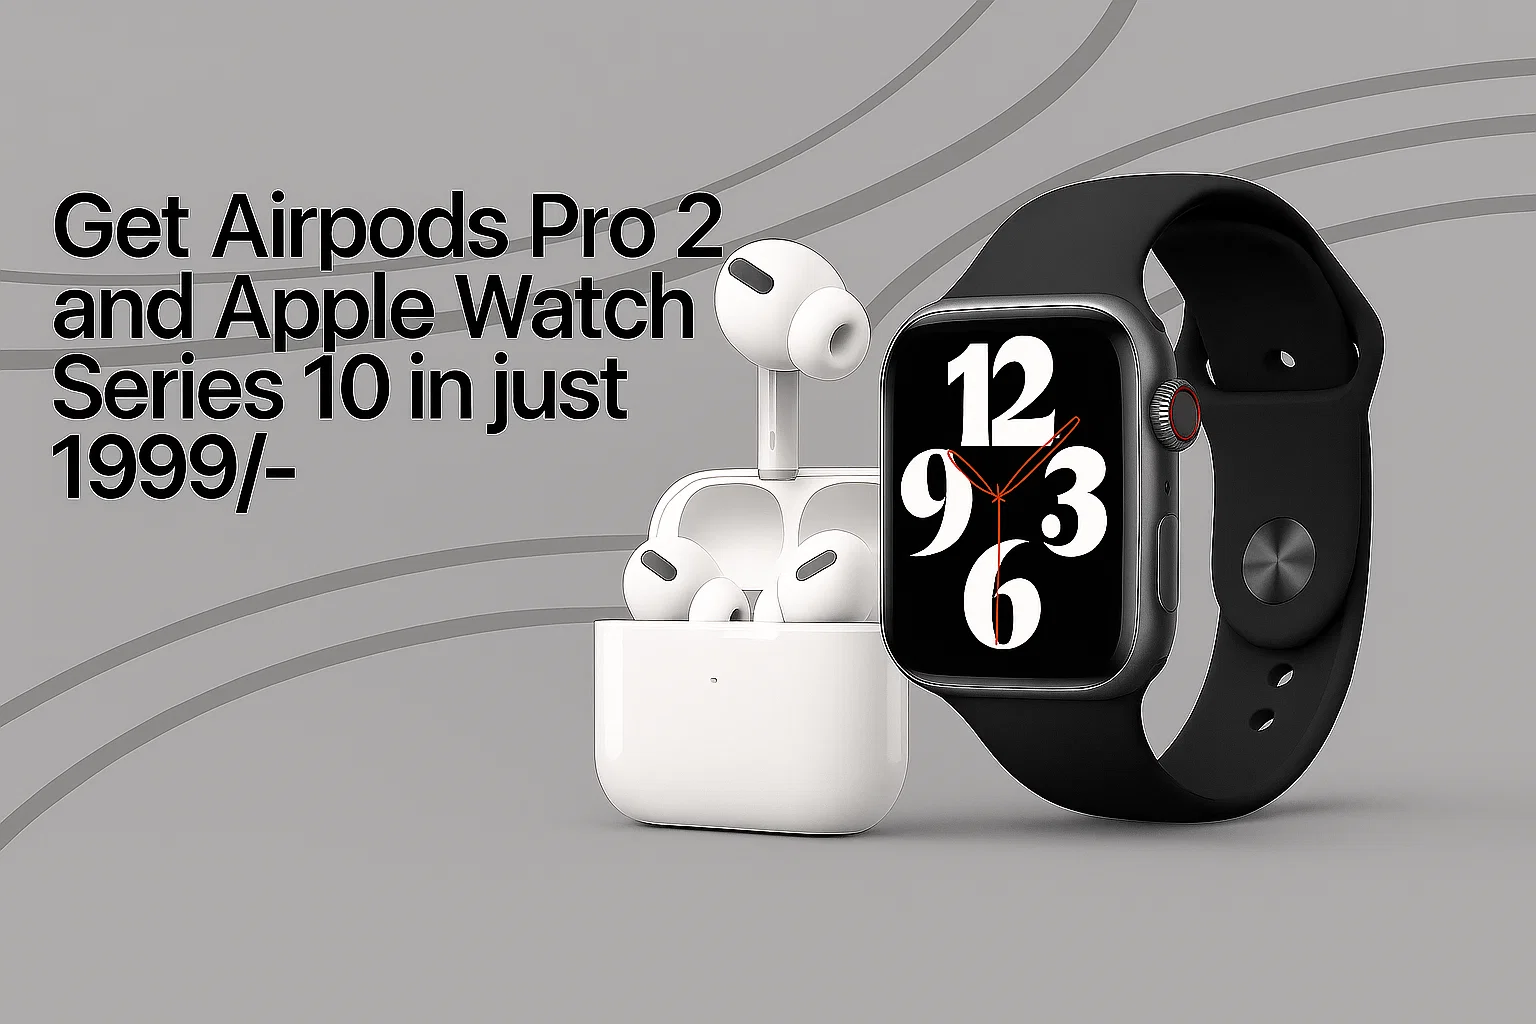 Get Airpods Pro 2
and Apple Watch
Series 10 in just
1999/-
12
9
3
6